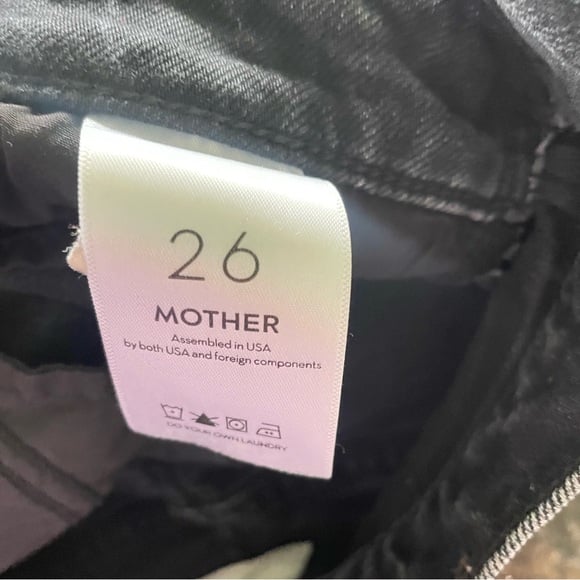 26
MOTHER
Assembled in USA
by both USA and foreign components
DO YOUR OWN LAUNDRY